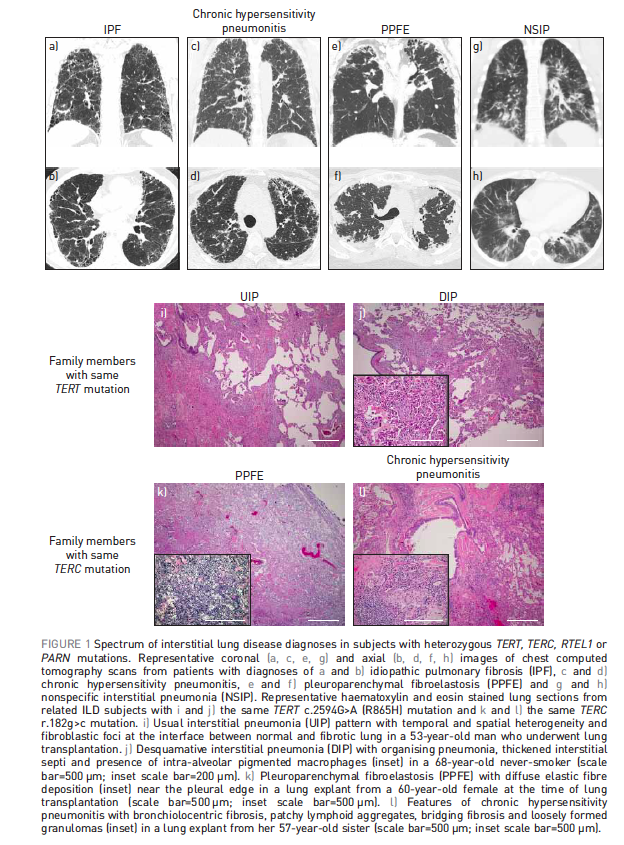 IPF
Chronic hypersensitivity
pneumonitis
PPFE
NSIP
a)
c)
e)
g)
b)
d)
f)
h)
UIP
DIP
i)
j)
Family members
with same
TERT mutation
PPFE
Chronic hypersensitivity
pneumonitis
k)
l)
Family members
with same
TERC mutation
FIGURE 1 Spectrum of interstitial lung disease diagnoses in subjects with heterozygous TERT, TERC, RTEL1 or
PARN mutations. Representative coronal (a, c, e, g) and axial (b, d, f, h) images of chest computed
tomography scans from patients with diagnoses of a and b) idiopathic pulmonary fibrosis (IPF), c and d)
chronic hypersensitivity pneumonitis, e and f) pleuroparenchymal fibroelastosis (PPFE) and g and h)
nonspecific interstitial pneumonia (NSIP). Representative haematoxylin and eosin stained lung sections from
related ILD subjects with i and j) the same TERT c.2594G>A (R865H) mutation and k and l) the same TERC
r.182g>c mutation. i) Usual interstitial pneumonia (UIP) pattern with temporal and spatial heterogeneity and
fibroblastic foci at the interface between normal and fibrotic lung in a 53-year-old man who underwent lung
transplantation. j) Desquamative interstitial pneumonia (DIP) with organising pneumonia, thickened interstitial
septi and presence of intra-alveolar pigmented macrophages (inset) in a 68-year-old never-smoker (scale
bar=500 μm; inset scale bar=200 μm). k) Pleuroparenchymal fibroelastosis (PPFE) with diffuse elastic fibre
deposition (inset) near the pleural edge in a lung explant from a 60-year-old female at the time of lung
transplantation (scale bar=500 μm; inset scale bar=500 μm). l) Features of chronic hypersensitivity
pneumonitis with bronchiolocentric fibrosis, patchy lymphoid aggregates, bridging fibrosis and loosely formed
granulomas (inset) in a lung explant from her 57-year-old sister (scale bar=500 μm; inset scale bar=500 μm).